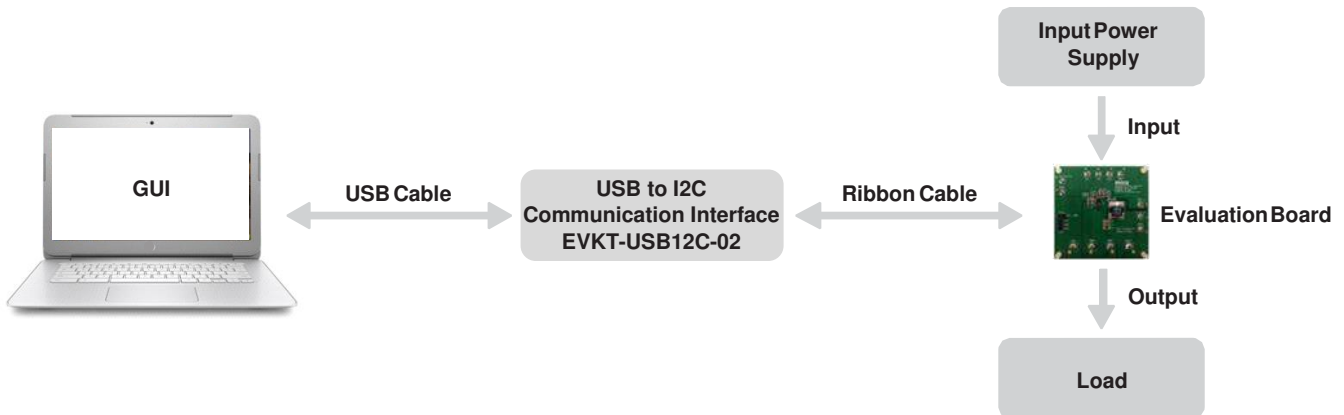 Input Power
Supply
Input
GUI
USB Cable
USB to I2C
Communication Interface
EVKT-USB12C-02
Ribbon Cable
Evaluation Board
Output
Load